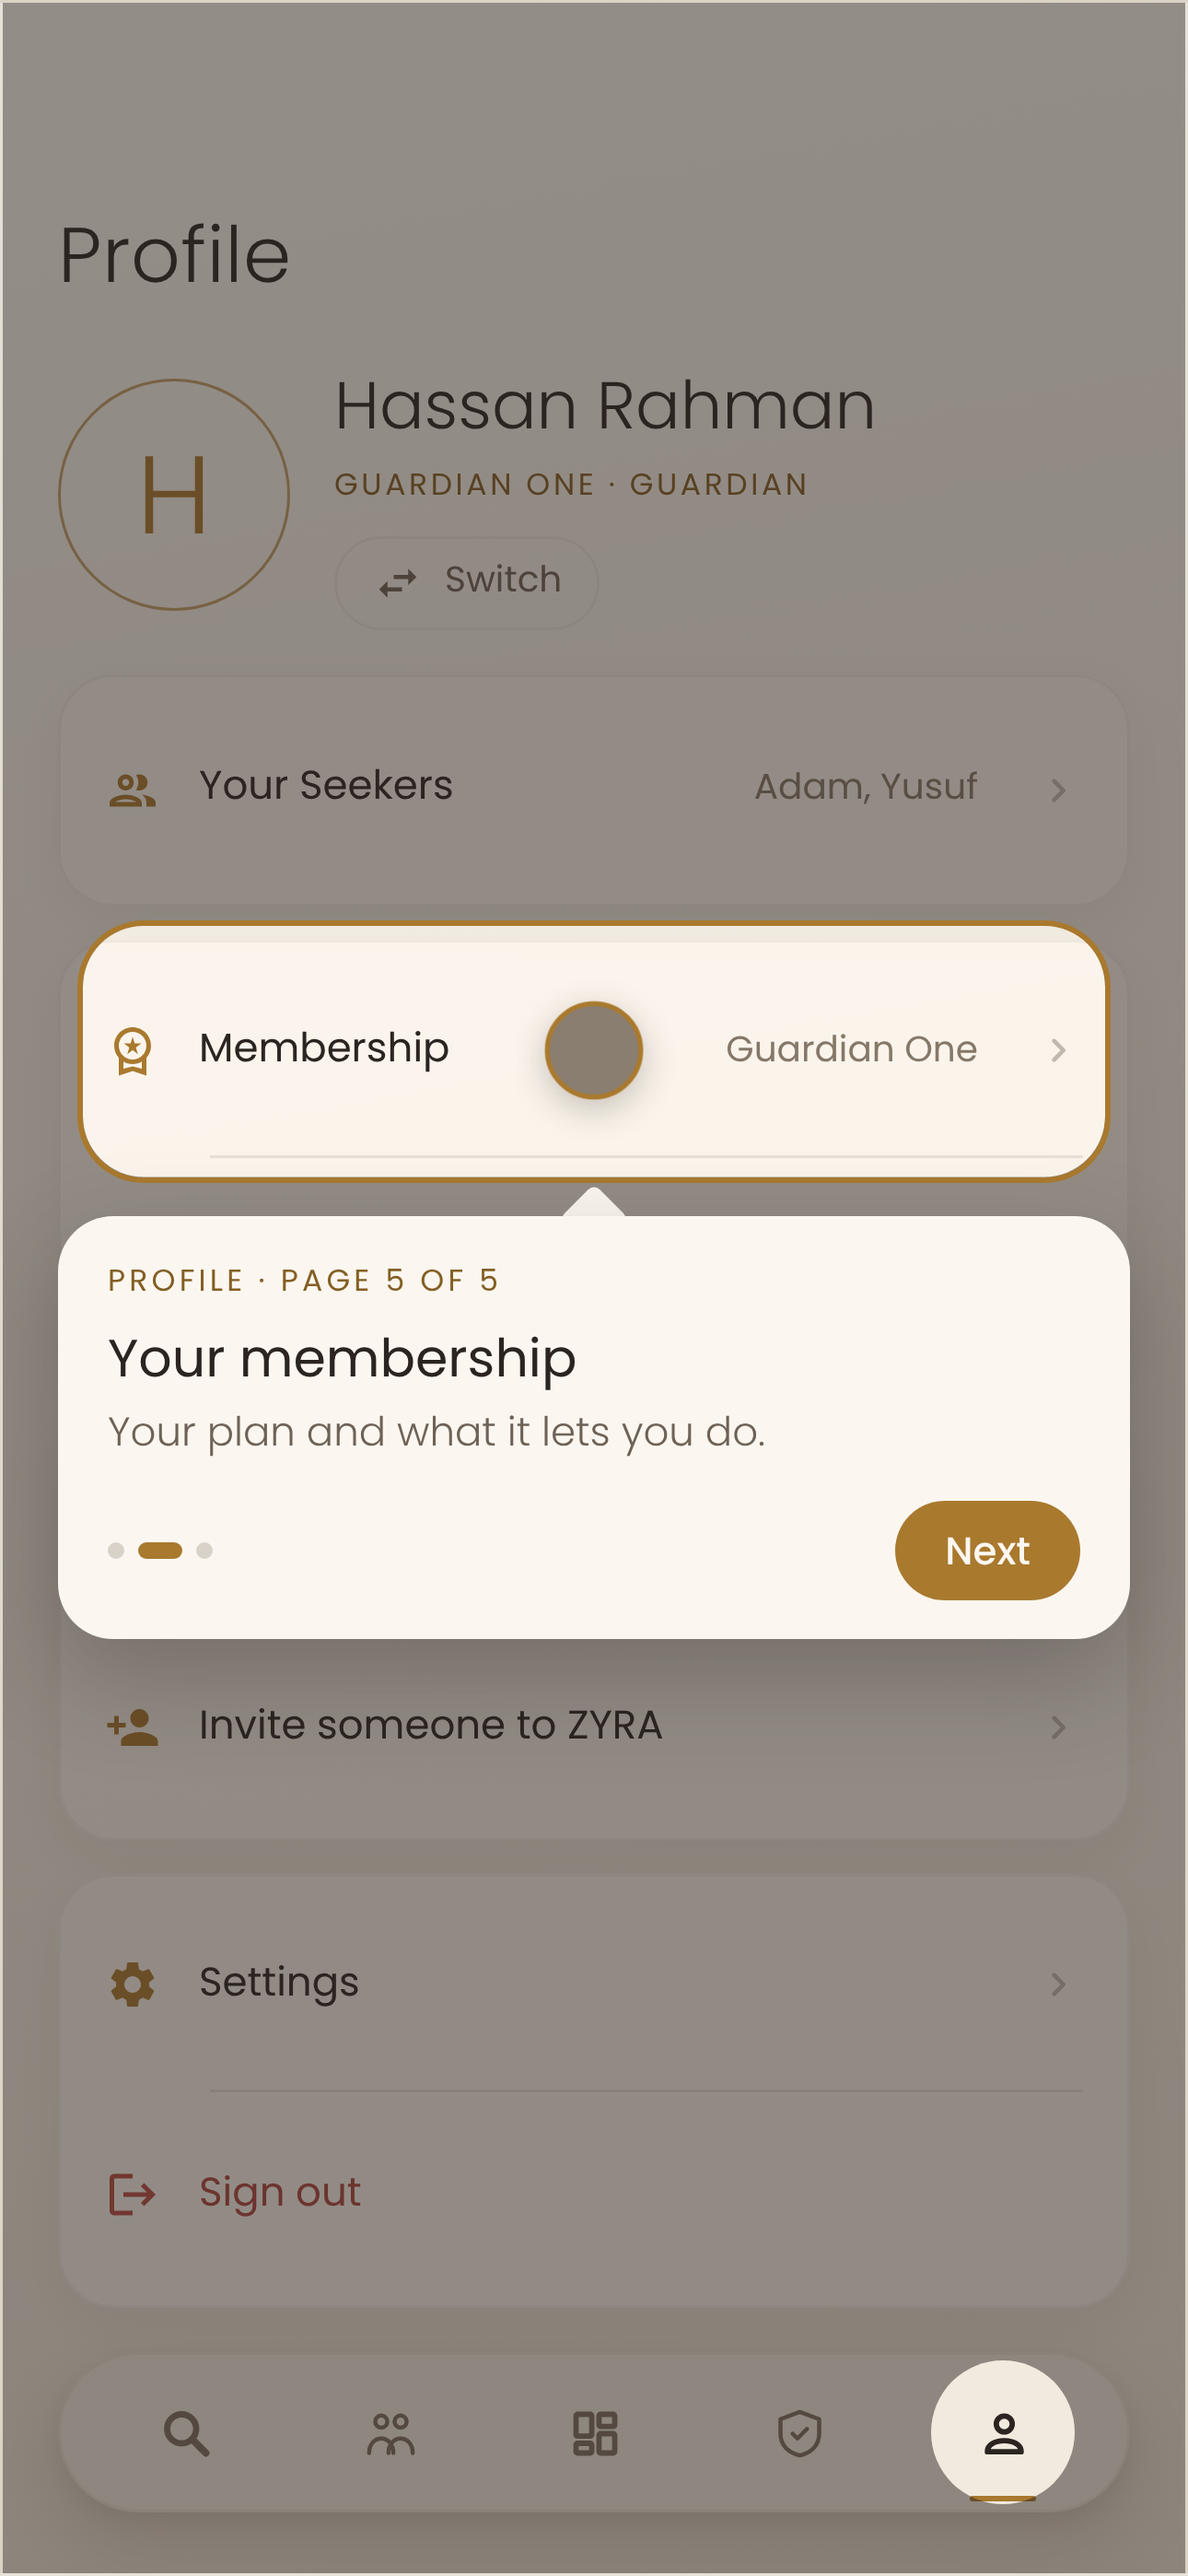 Profile
H
Hassan Rahman
GUARDIAN ONE · GUARDIAN
Switch
Your Seekers
Adam, Yusuf
Membership
Guardian One
PROFILE · PAGE 5 OF 5
Your membership
Your plan and what it lets you do.
Next
Invite someone to ZYRA
Settings
Sign out